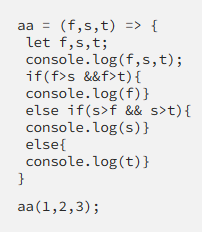 aa = (f,s,t) => {
let f,s,t;
console.log(f,s,t);
if(f>s &&f>t){
console.log(f)}
else if(s>f && s>t){
console.log(s)}
else{
console.log(t)}
}
aa(1,2,3);